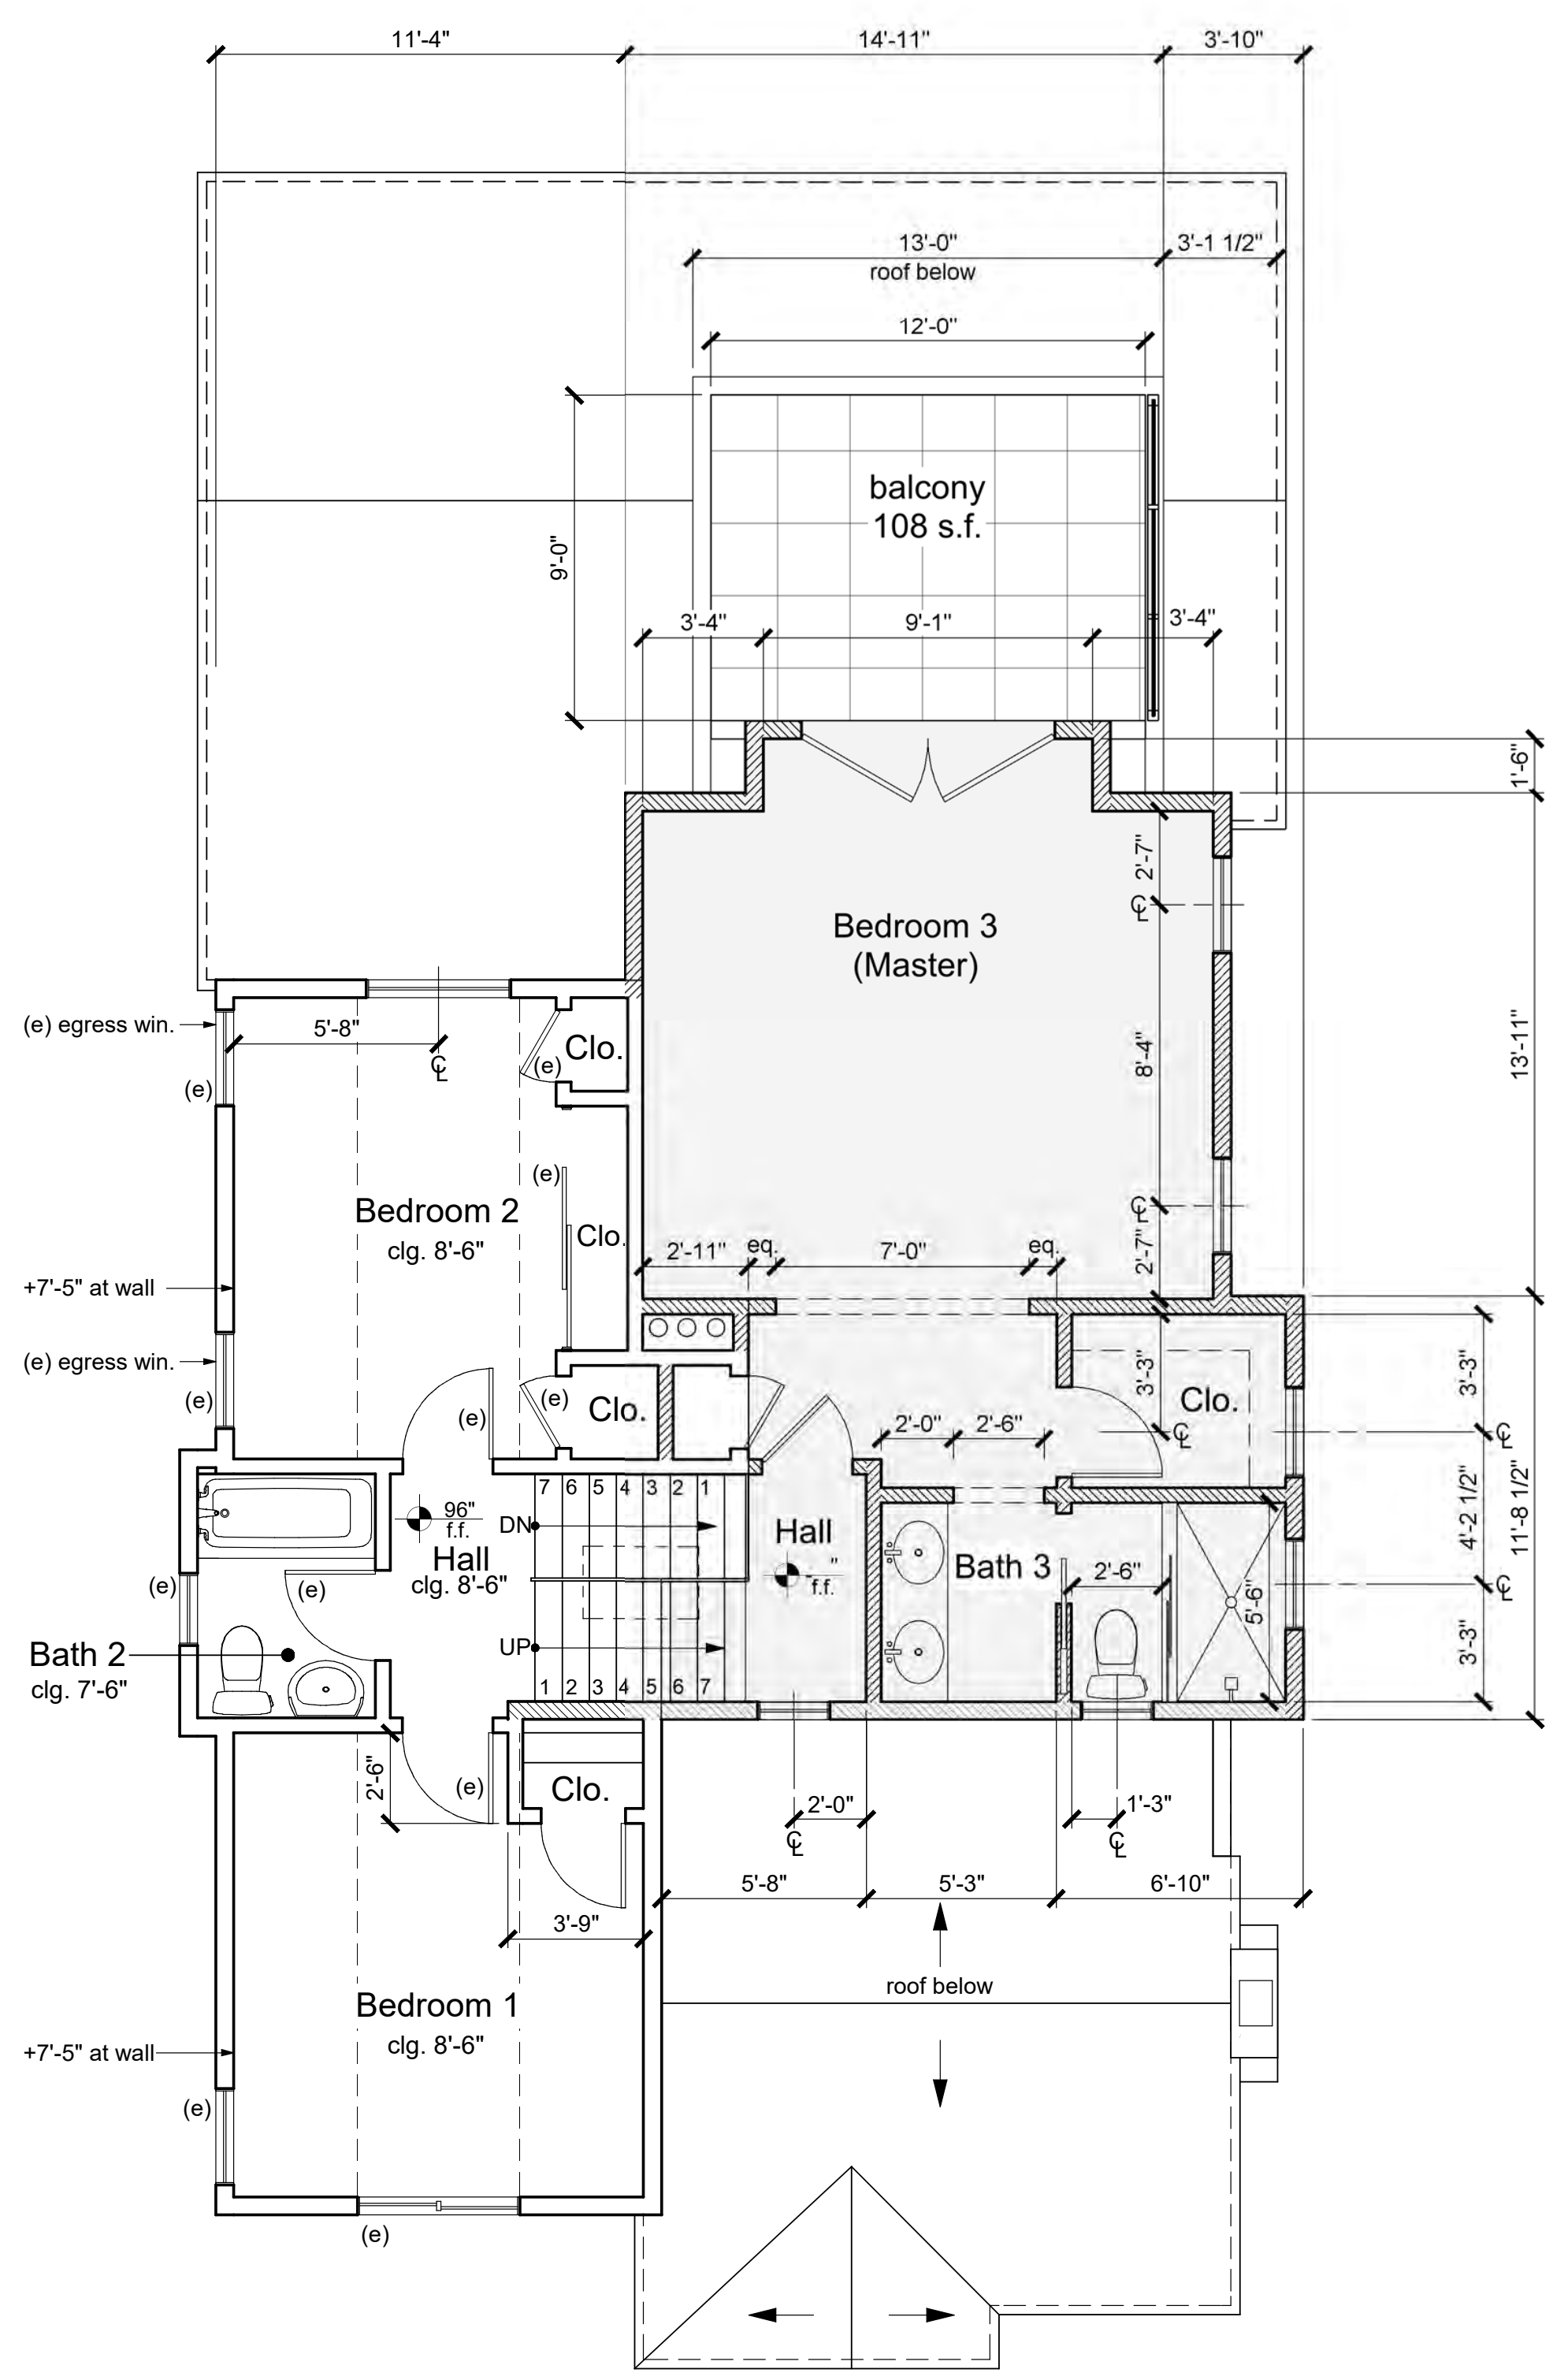 11'-4"
14'-11"
3'-10"
13'-0"
roof below
3'-1 1/2"
12'-0"
balcony
108 s.f.
9'-0"
3'-4"
9'-1"
3'-4"
1'-6"
2'-7"
℄
Bedroom 3
(Master)
(e) egress win.
5'-8"
℄
(e)
Clo.
(e)
8'-4"
13'-11"
(e)
Bedroom 2
clg. 8'-6"
Clo.
℄
2'-11"
eq.
7'-0"
eq.
2'-7"
+7'-5" at wall
(e) egress win.
(e)
(e)
(e)
Clo.
3'-3"
Clo.
3'-3"
2'-0"
2'-6"
℄
℄
7 6 5 4 3 2 1
96"
f.f.
DN
Hall
clg. 8'-6"
Hall
"
f.f.
4'-2 1/2"
11'-8 1/2"
(e)
(e)
Bath 3
2'-6"
5'-6"
℄
Bath 2
clg. 7'-6"
UP
3'-3"
1 2 3 4 5 6 7
2'-6"
(e)
Clo.
2'-0"
℄
1'-3"
℄
5'-8"
5'-3"
6'-10"
3'-9"
roof below
Bedroom 1
clg. 8'-6"
+7'-5" at wall
(e)
(e)